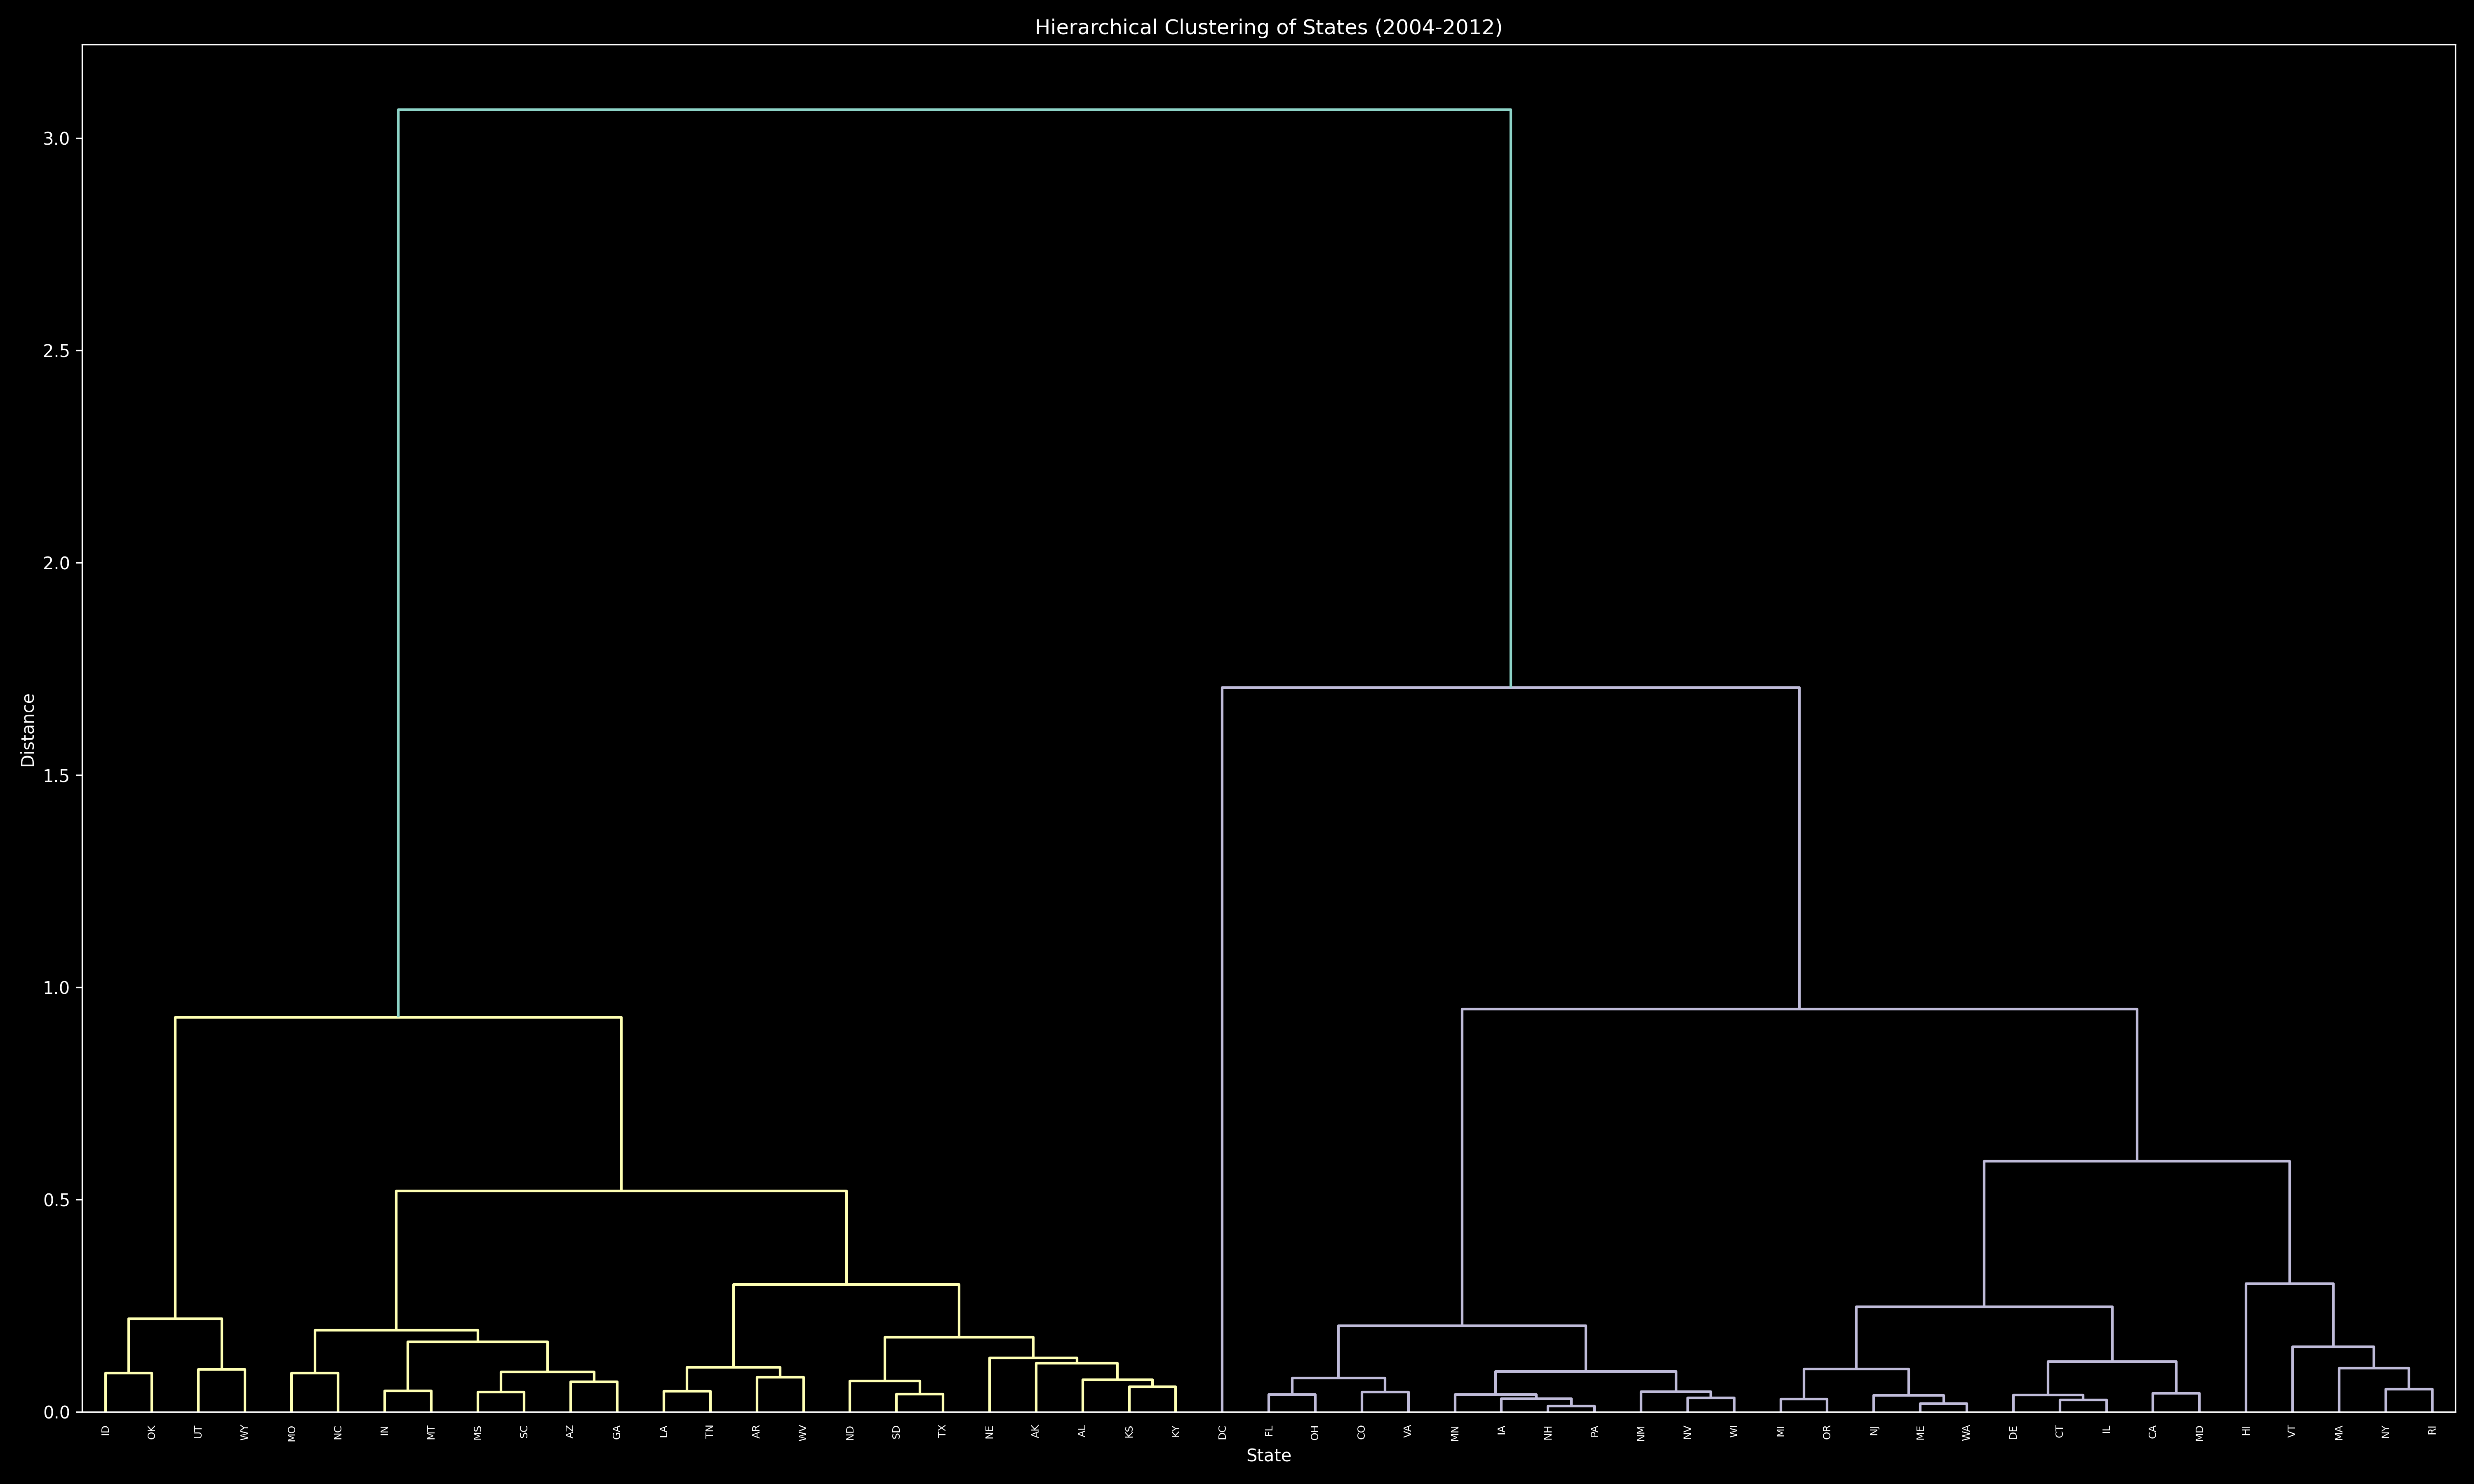 Hierarchical Clustering of States (2004-2012)
3.0
2.5
2.0
1.5
1.0
0.5
0.0
Distance
ID OK UT WY MO NC IN MT MS SC AZ GA LA TN AR WV ND SD TX NE AK AL KS KY DC FL OH CO VA MN IA NH PA NM NV WI MI OR NJ ME WA DE CT IL CA MD HI VT MA NY RI
State